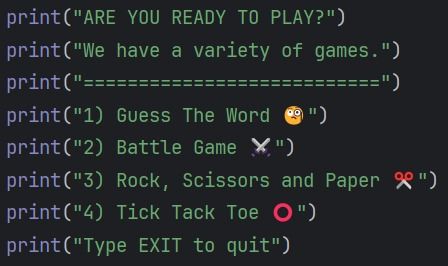 print("ARE YOU READY TO PLAY?")
print("We have a variety of games.")
print("===========================")
print("1) Guess The Word 🧐")
print("2) Battle Game ⚔️")
print("3) Rock, Scissors and Paper ✂️")
print("4) Tick Tack Toe ⭕")
print("Type EXIT to quit")